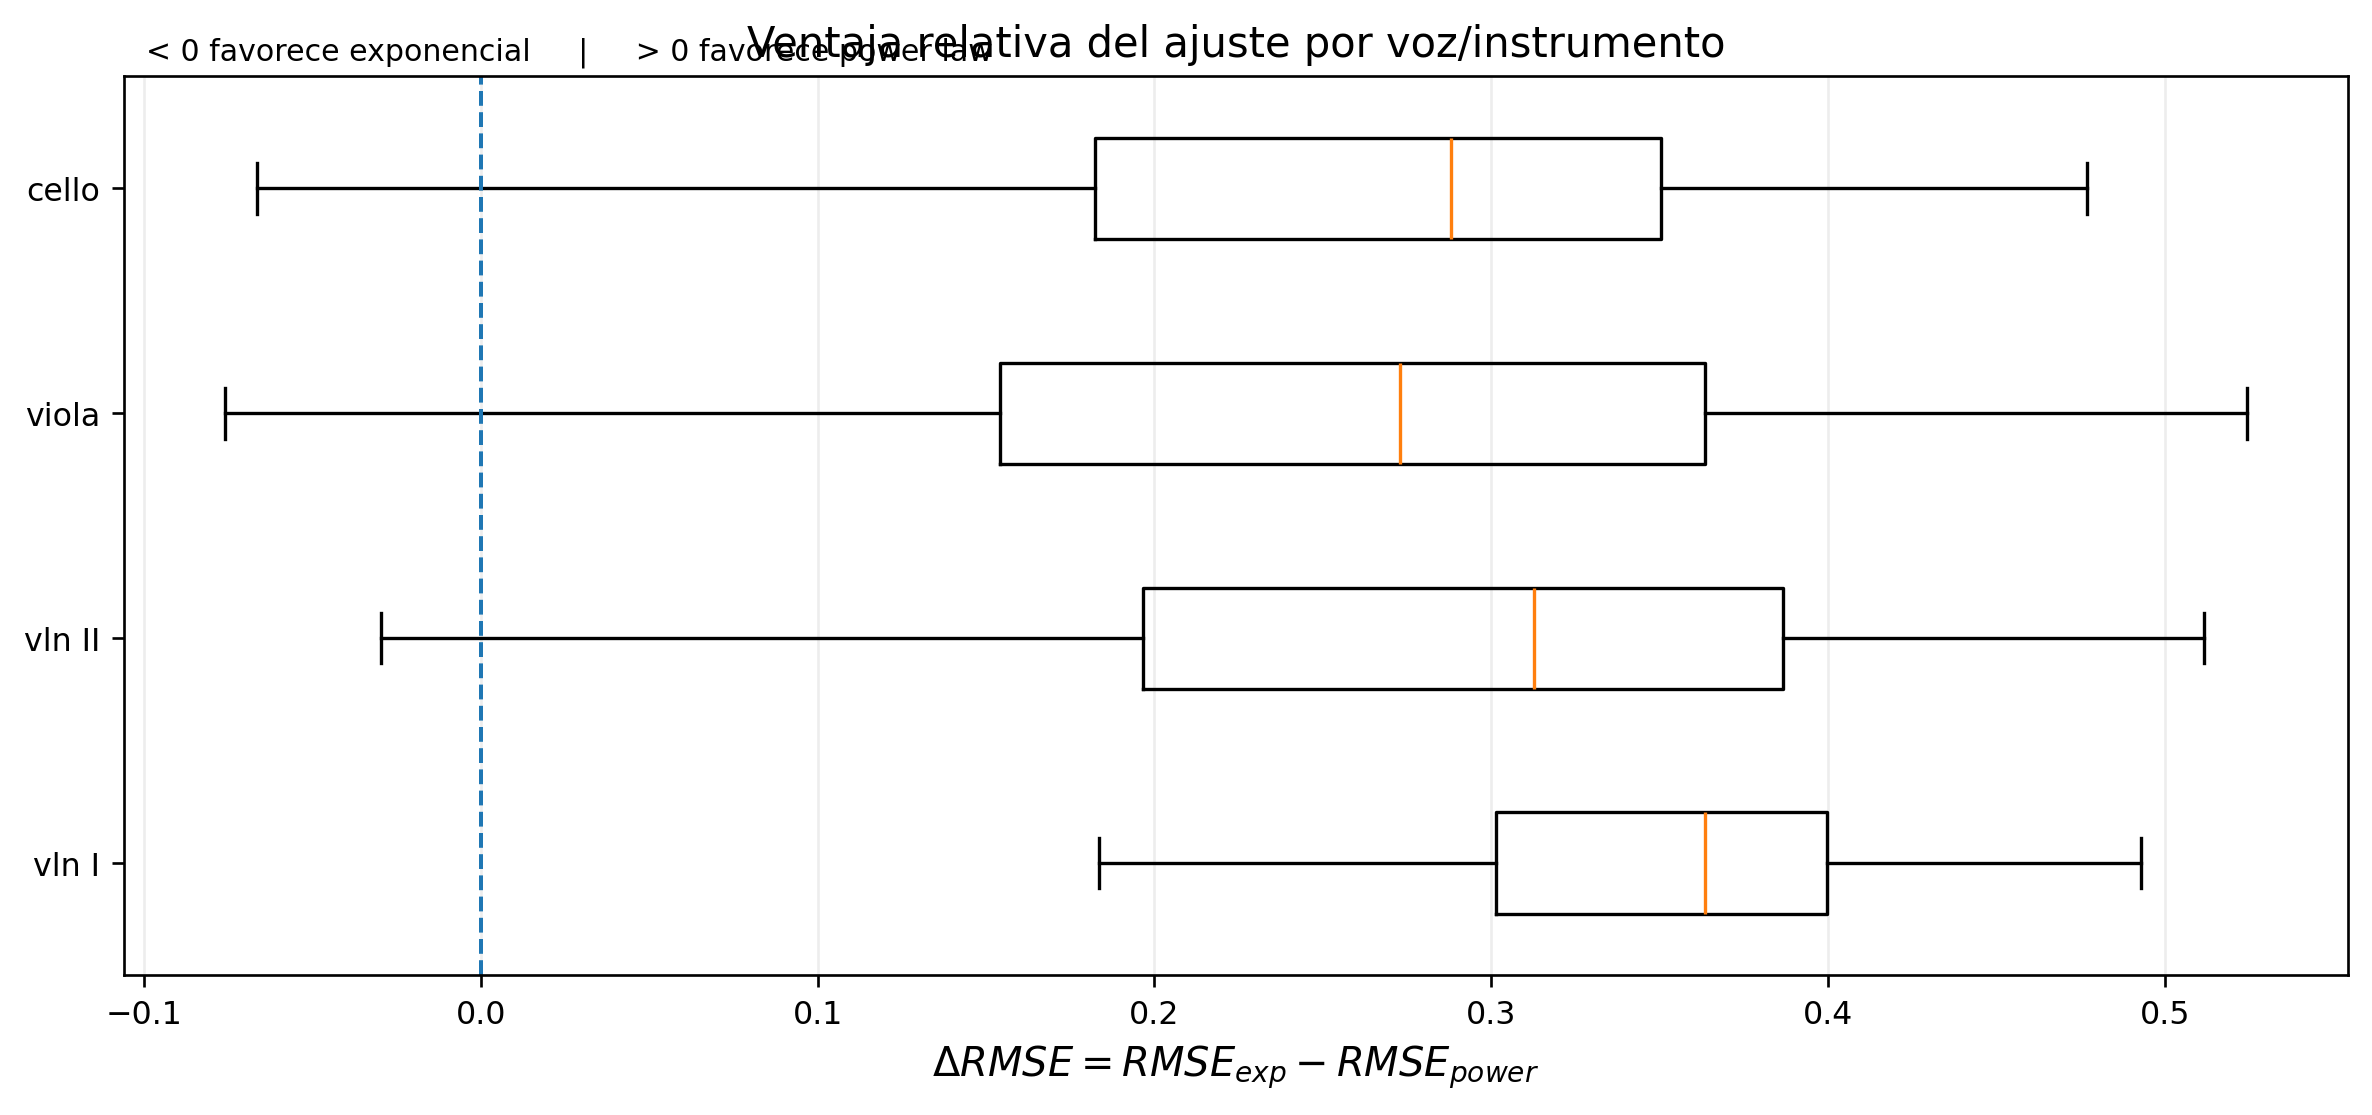 Ventaja relativa del ajuste por voz/instrumento
< 0 favorece exponencial | > 0 favorece power law
cello
viola
vln II
vln I
−0.1 0.0 0.1 0.2 0.3 0.4 0.5
ΔRMSE = RMSE_exp − RMSE_power